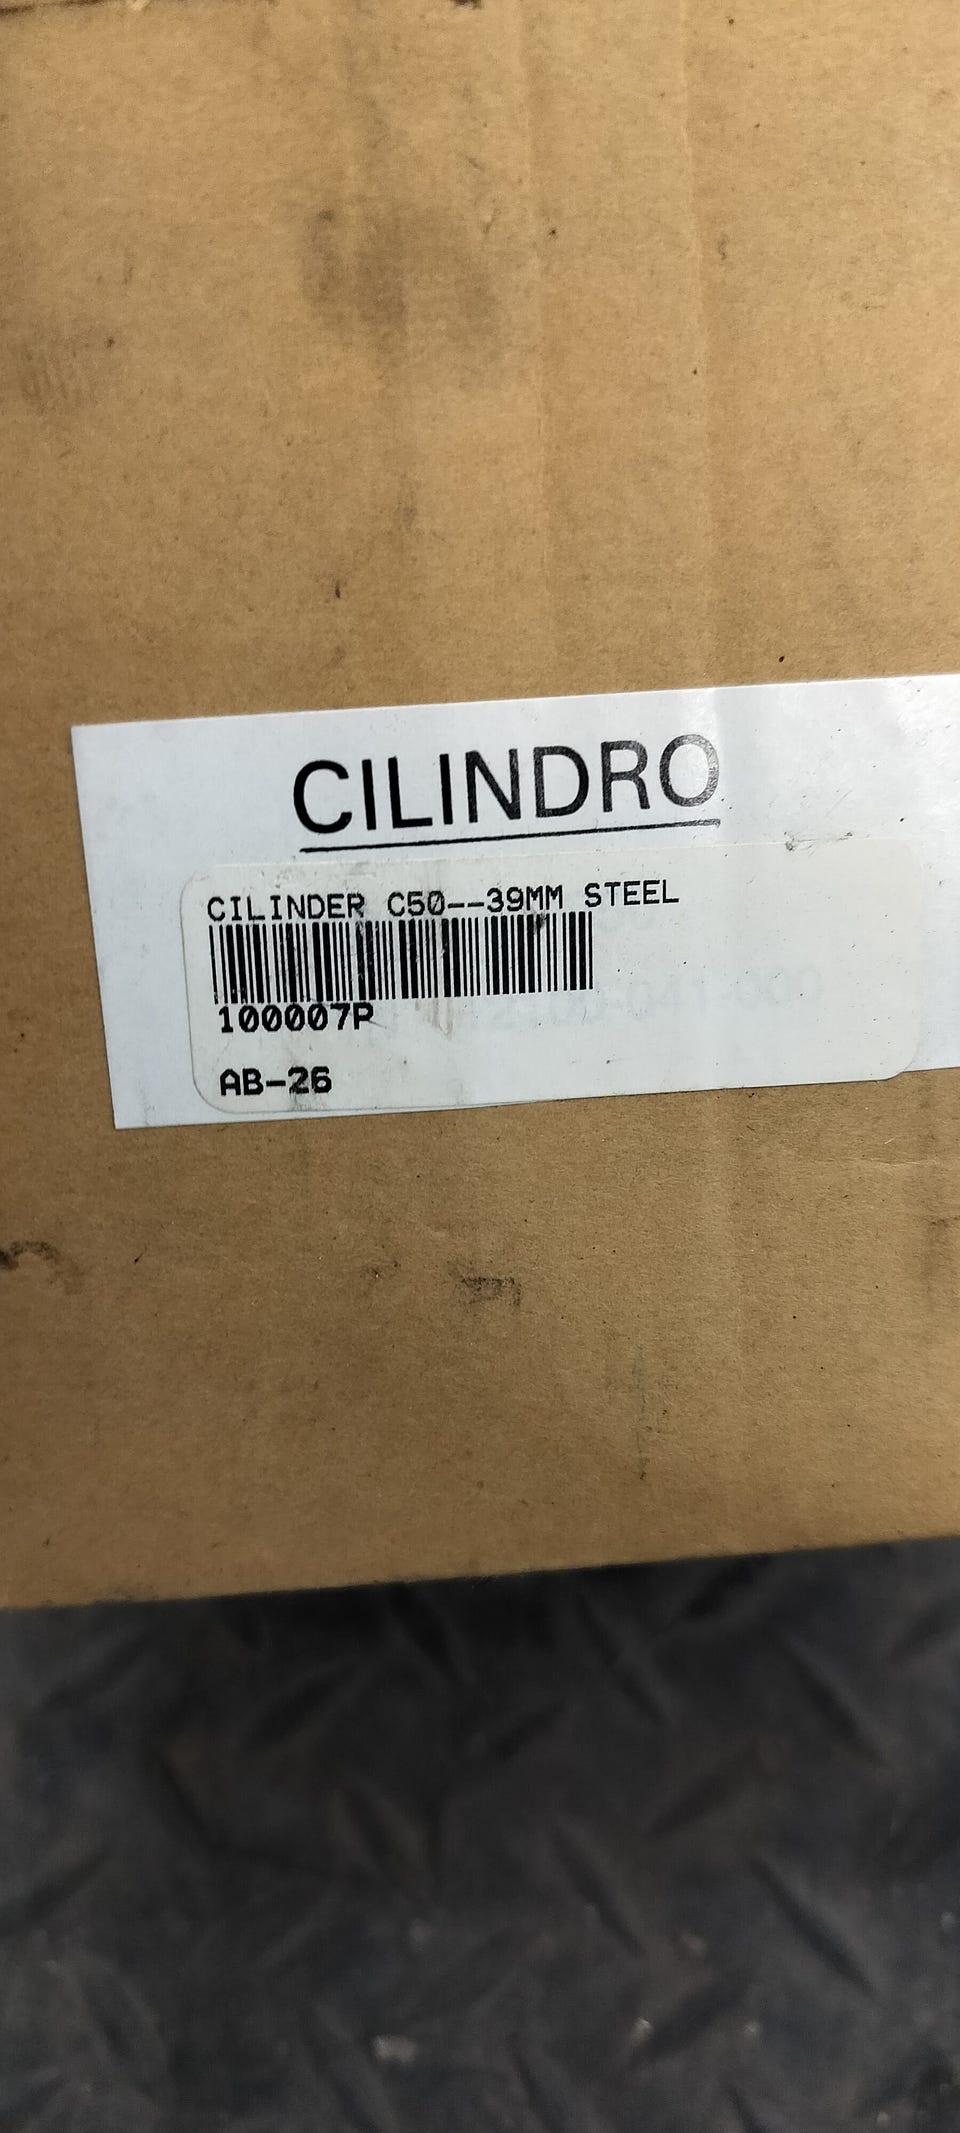 CILINDRO
CILINDER C50--39MM STEEL
100007P
AB-26